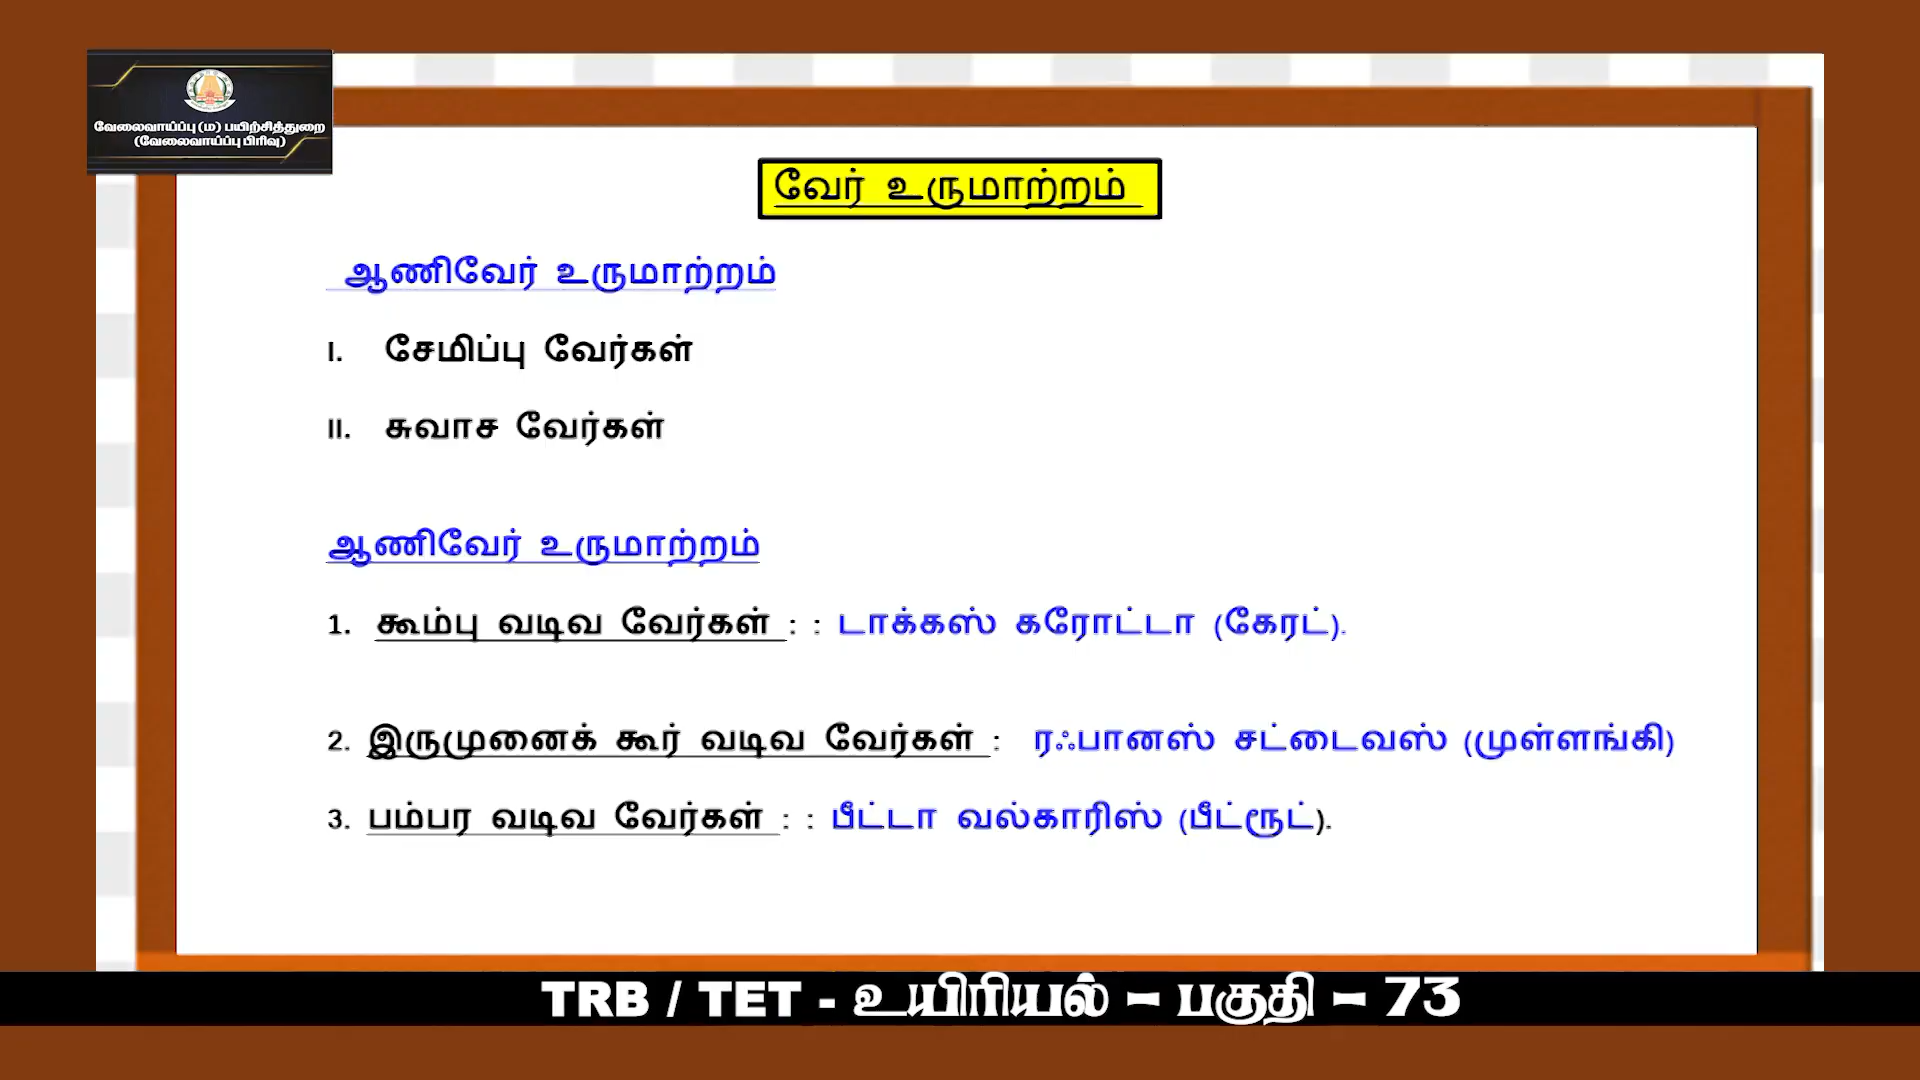 வேலைவாய்ப்பு (ம) பயிற்சித்துறை
(வேலைவாய்ப்பு பிரிவு)
வேர் உருமாற்றம்
ஆணிவேர் உருமாற்றம்
I. சேமிப்பு வேர்கள்
II. சுவாச வேர்கள்
ஆணிவேர் உருமாற்றம்
1. கூம்பு வடிவ வேர்கள் : : டாக்கஸ் கரோட்டா (கேரட்).
2. இருமுனைக் கூர் வடிவ வேர்கள் : ரஃபானஸ் சட்டைவஸ் (முள்ளங்கி)
3. பம்பர வடிவ வேர்கள் : : பீட்டா வல்காரிஸ் (பீட்ரூட்).
TRB / TET - உயிரியல் – பகுதி – 73